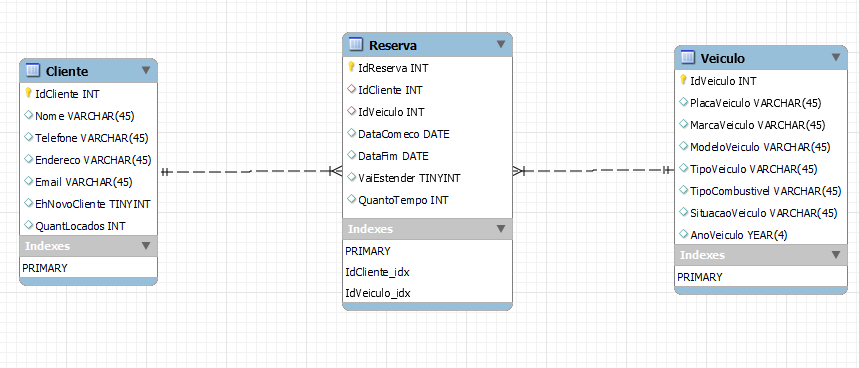 Cliente
IdCliente INT
Nome VARCHAR(45)
Telefone VARCHAR(45)
Endereco VARCHAR(45)
Email VARCHAR(45)
EhNovoCliente TINYINT
QuantLocados INT
Indexes
PRIMARY
Reserva
IdReserva INT
IdCliente INT
IdVeiculo INT
DataComeco DATE
DataFim DATE
VaiEstender TINYINT
QuantoTempo INT
Indexes
PRIMARY
IdCliente_idx
IdVeiculo_idx
Veiculo
IdVeiculo INT
PlacaVeiculo VARCHAR(45)
MarcaVeiculo VARCHAR(45)
ModeloVeiculo VARCHAR(45)
TipoVeiculo VARCHAR(45)
TipoCombustivel VARCHAR(45)
SituacaoVeiculo VARCHAR(45)
AnoVeiculo YEAR(4)
Indexes
PRIMARY